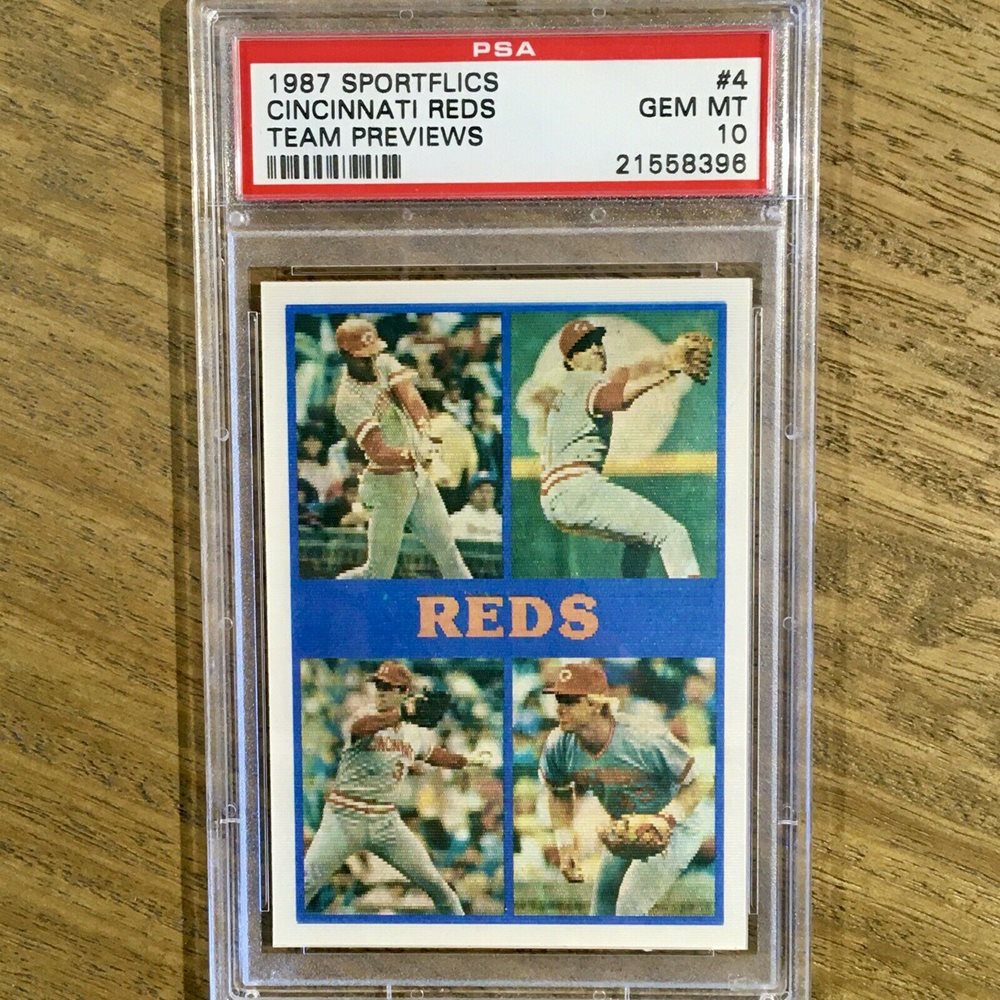 PSA
1987 SPORTFLICS #4
CINCINNATI REDS GEM MT
TEAM PREVIEWS 10
21558396
REDS